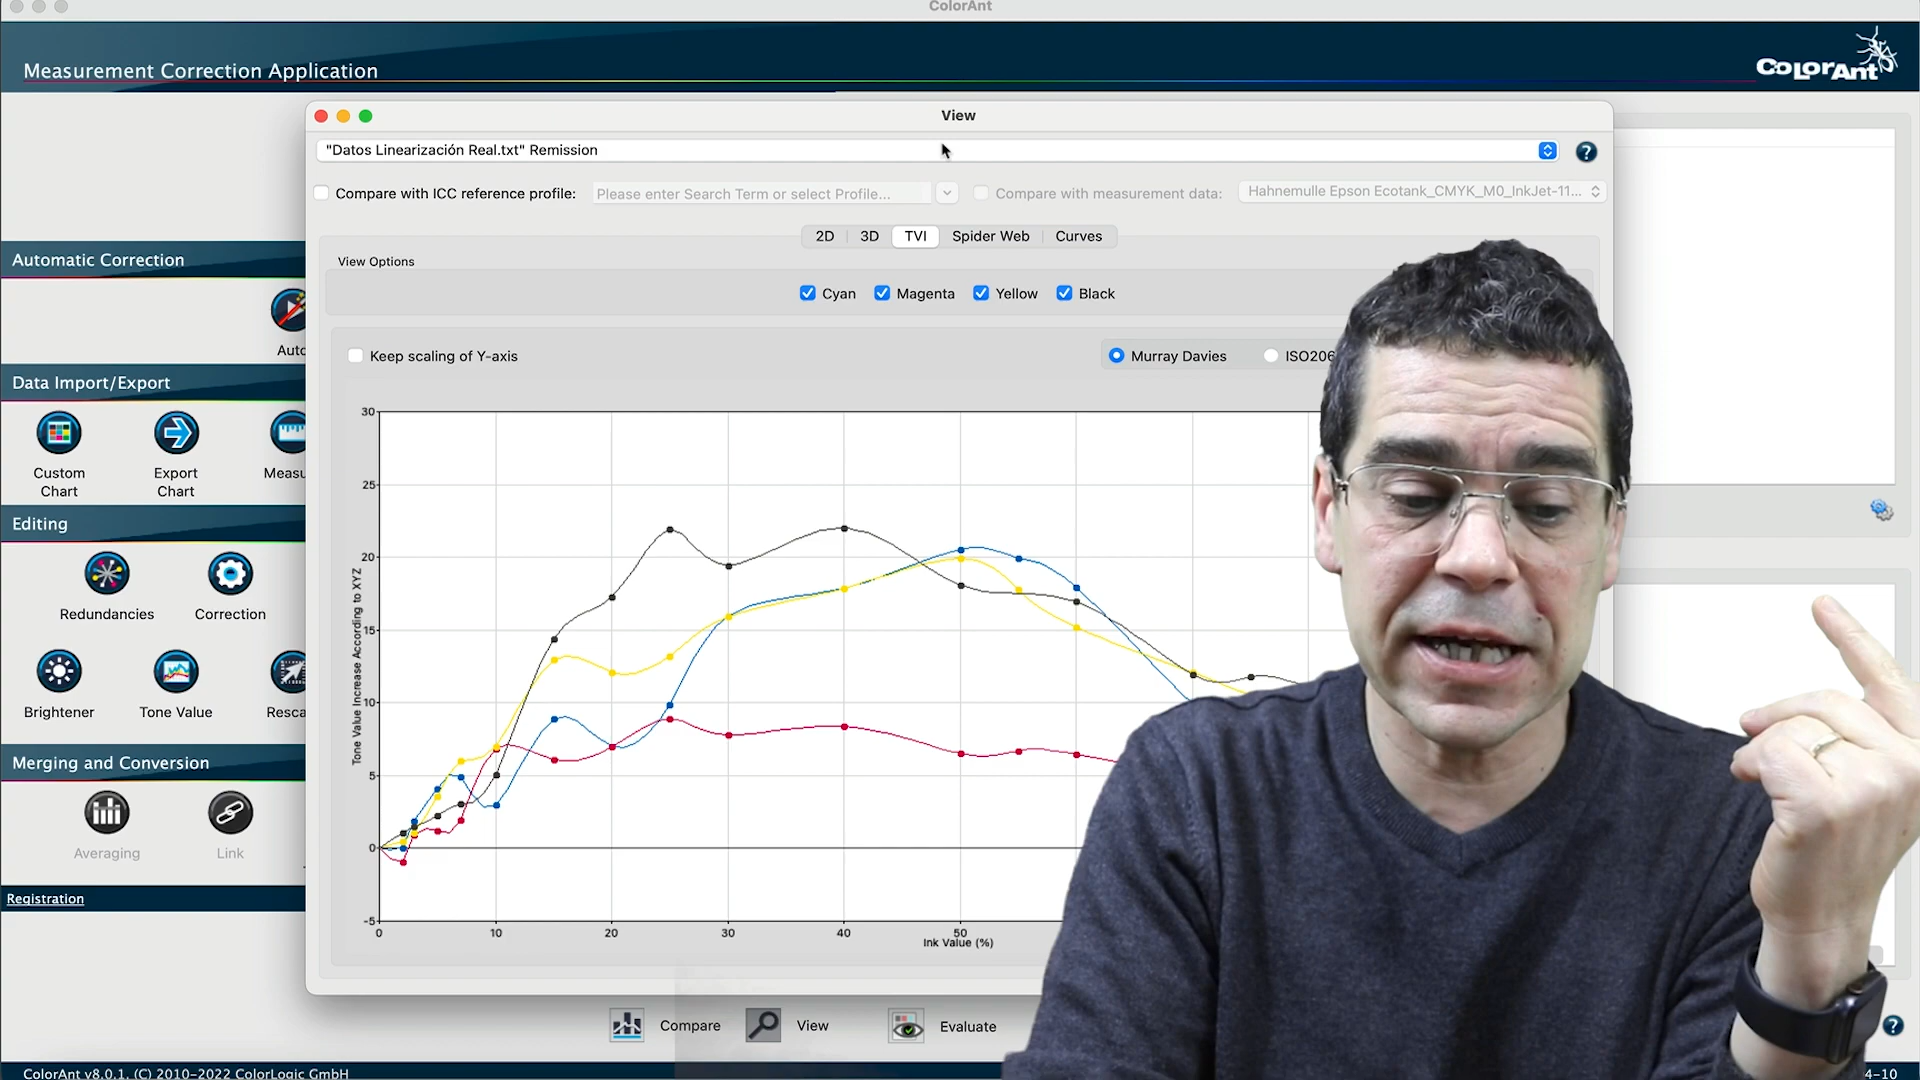 ColorAnt
Measurement Correction Application
ColorAnt
View
"Datos Linearización Real.txt" Remission
?
Compare with ICC reference profile:
Please enter Search Term or select Profile...
Compare with measurement data:
Hahnemulle Epson Ecotank_CMYK_M0_InkJet-11...
2D
3D
TVI
Spider Web
Curves
View Options
Cyan
Magenta
Yellow
Black
Keep scaling of Y-axis
Murray Davies
ISO206
Automatic Correction
Auto
Data Import/Export
Custom
Chart
Export
Chart
Measu
Editing
Redundancies
Correction
Brightener
Tone Value
Resca
Merging and Conversion
Averaging
Link
Registration
Tone Value Increase According to XYZ
30
25
20
15
10
5
0
-5
0
10
20
30
40
50
Ink Value (%)
Compare
View
Evaluate
?
ColorAnt v8.0.1, (C) 2010-2022 ColorLogic GmbH
4-10